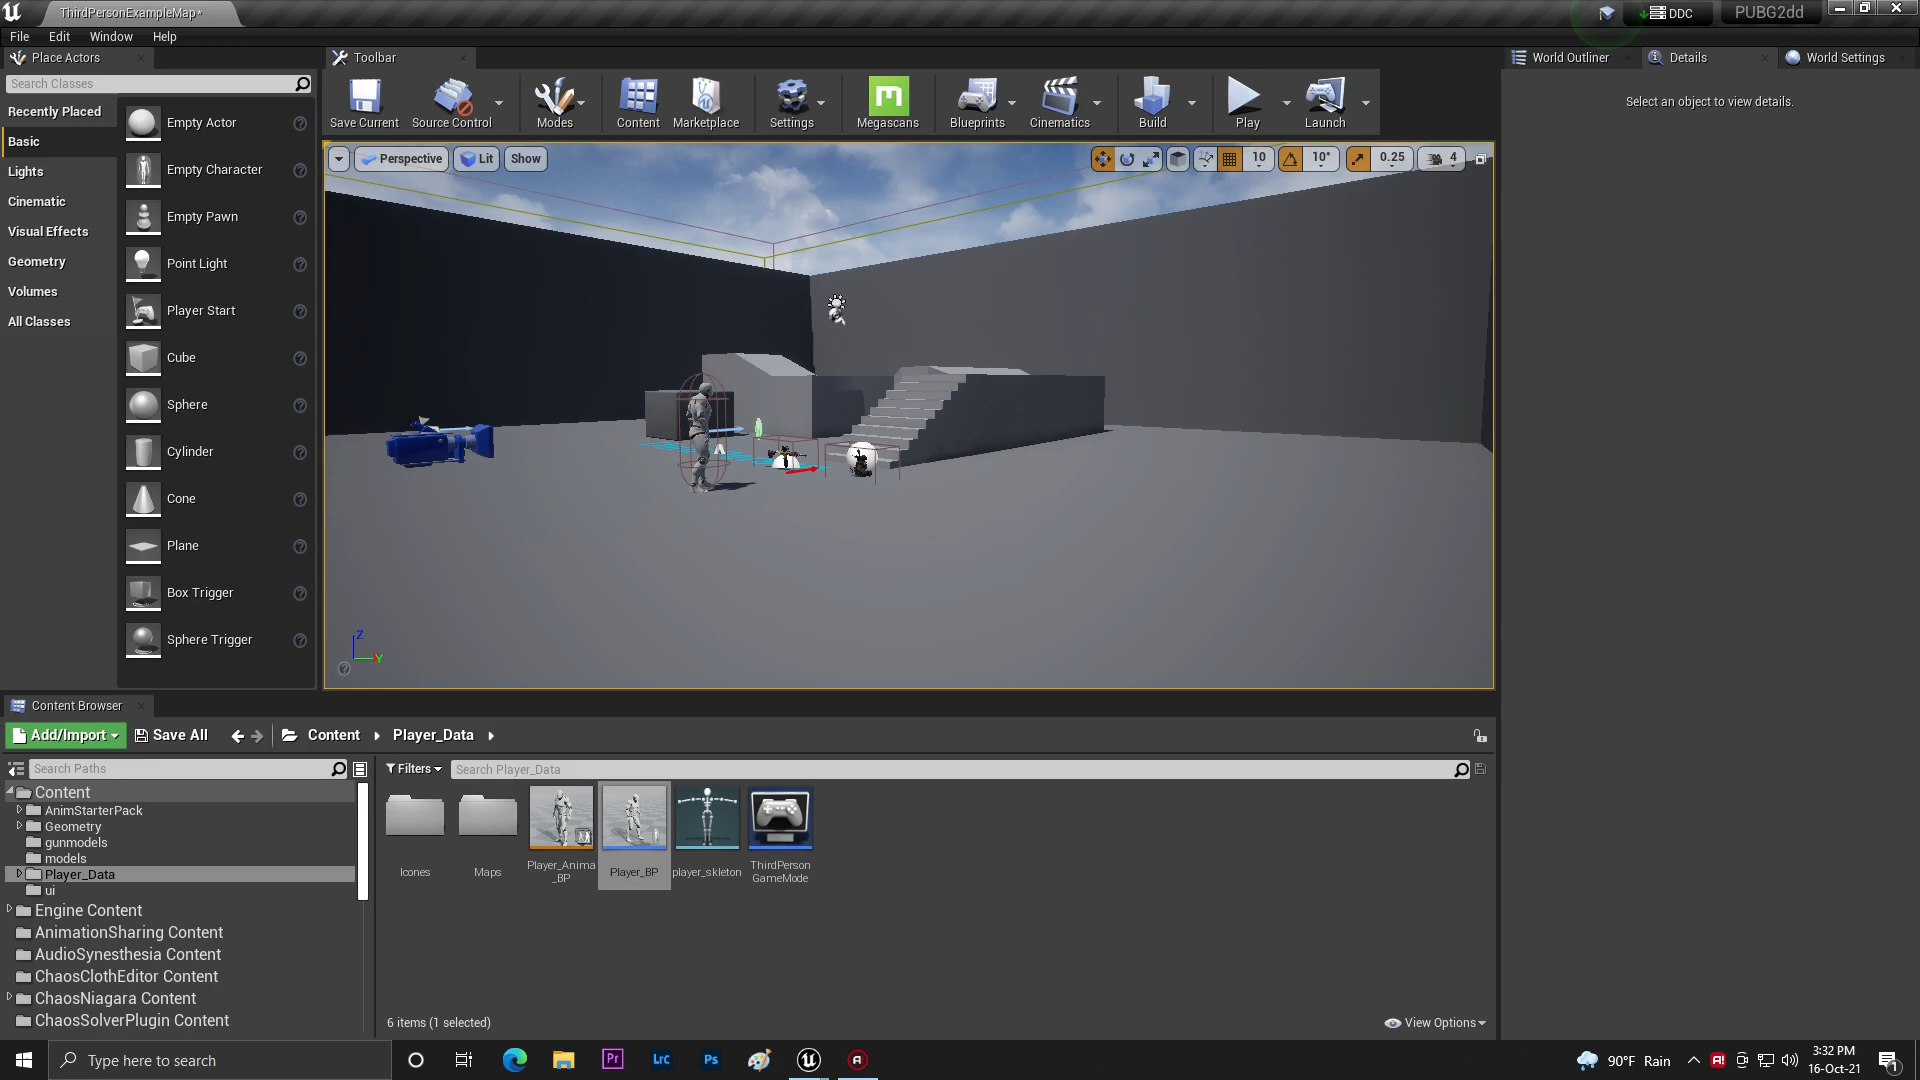 ThirdPersonExampleMap*
DDC
PUBG2dd
File Edit Window Help
Place Actors
Toolbar
World Outliner
Details
World Settings
Search Classes
Select an object to view details.
Recently Placed
Basic
Lights
Cinematic
Visual Effects
Geometry
Volumes
All Classes
Empty Actor
Empty Character
Empty Pawn
Point Light
Player Start
Cube
Sphere
Cylinder
Cone
Plane
Box Trigger
Sphere Trigger
Save Current
Source Control
Modes
Content
Marketplace
Settings
Megascans
Blueprints
Cinematics
Build
Play
Launch
Perspective
Lit
Show
10
10°
0.25
4
Z
Y
Content Browser
Add/Import
Save All
Content
Player_Data
Search Paths
Filters
Search Player_Data
Content
AnimStarterPack
Geometry
gunmodels
models
Player_Data
ui
Engine Content
AnimationSharing Content
AudioSynesthesia Content
ChaosClothEditor Content
ChaosNiagara Content
ChaosSolverPlugin Content
Icones
Maps
Player_Anima
_BP
Player_BP
player_skleton
ThirdPerson
GameMode
6 items (1 selected)
View Options
Type here to search
Pr
Lrc
Ps
90°F Rain
3:32 PM
16-Oct-21
1